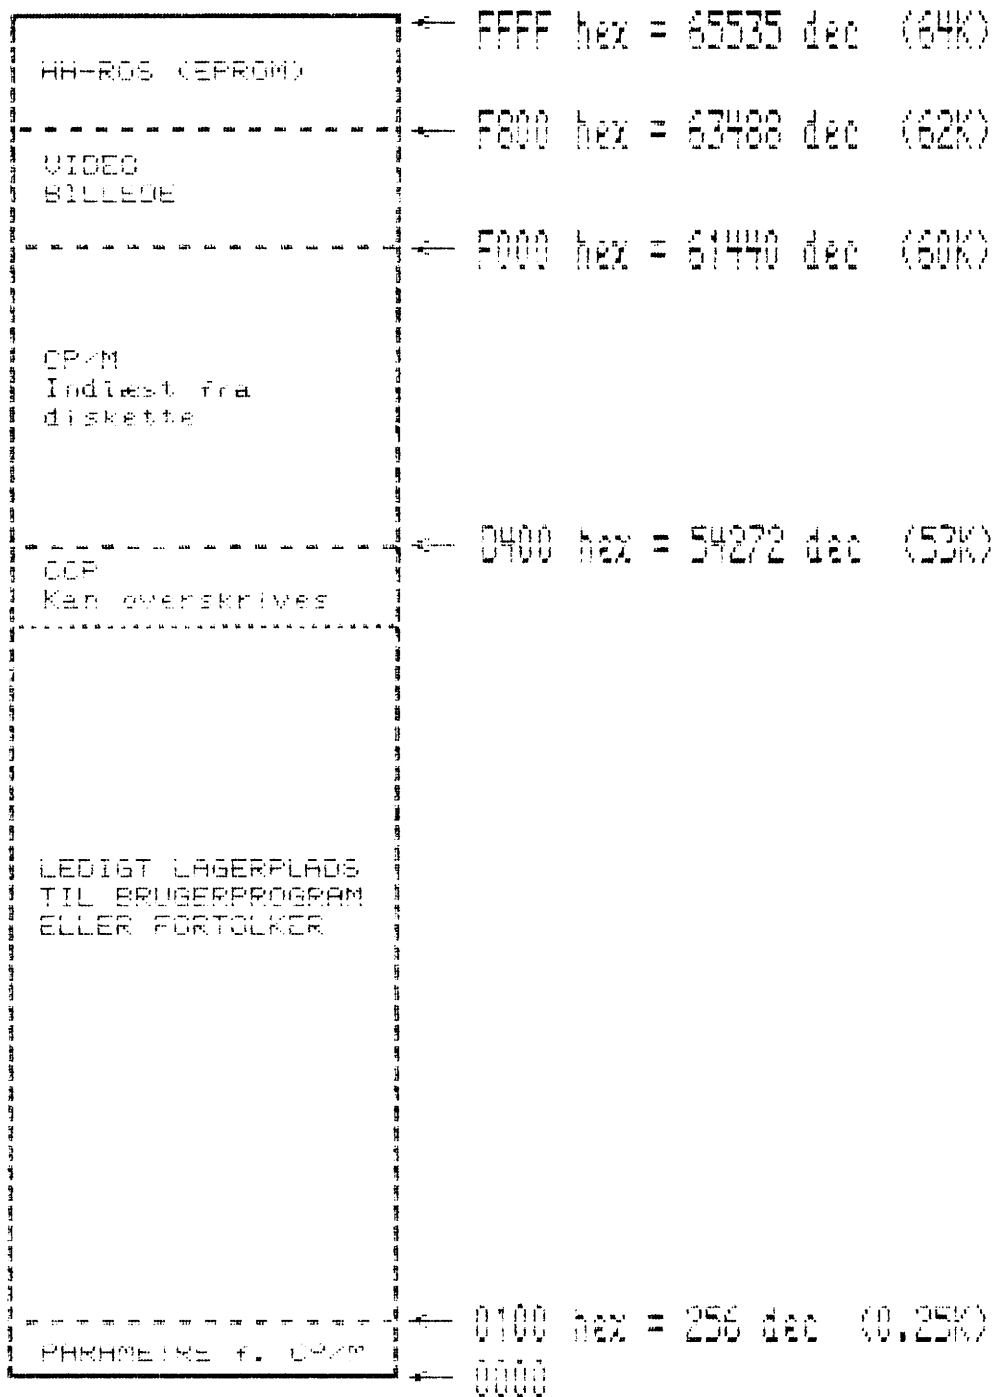 FFFF hex = 65535 dec (64K)
HH-ROS (EPROM)
F800 hex = 63488 dec (62K)
VIDEO
BILLEDE
F000 hex = 61440 dec (60K)
CP/M
Indlæst fra
diskette
D400 hex = 54272 dec (53K)
CCP
Kan overskrives
LEDIGT LAGERPLADS
TIL BRUGERPROGRAM
ELLER FORTOLKER
0100 hex = 256 dec (0.25K)
PARAMETRE f. CP/M
0000